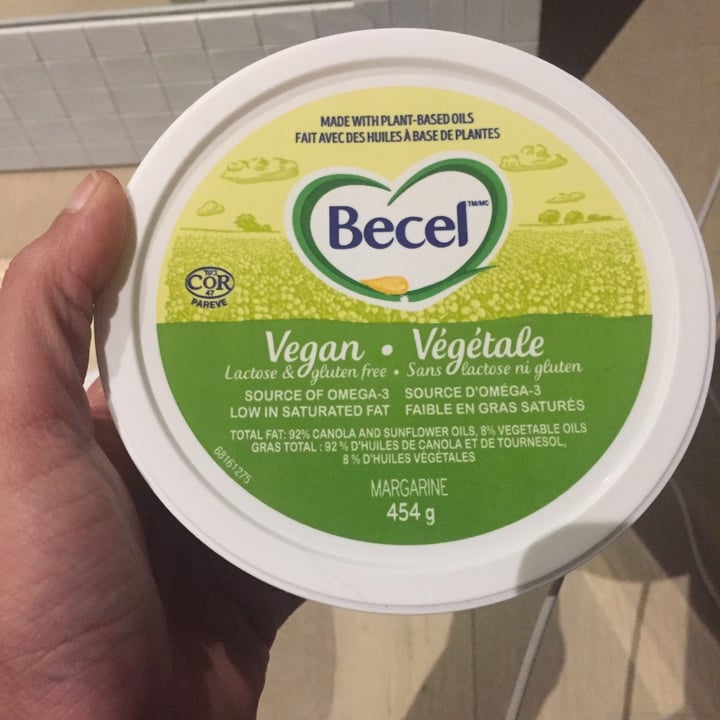 MADE WITH PLANT-BASED OILS
FAIT AVEC DES HUILES À BASE DE PLANTES
Becel TM/MC
COR
47
PAREVE
Vegan • Végétale
Lactose & gluten free • Sans lactose ni gluten
SOURCE OF OMEGA-3 SOURCE D'OMÉGA-3
LOW IN SATURATED FAT FAIBLE EN GRAS SATURÉS
TOTAL FAT: 92% CANOLA AND SUNFLOWER OILS, 8% VEGETABLE OILS
GRAS TOTAL : 92 % D'HUILES DE CANOLA ET DE TOURNESOL,
8 % D'HUILES VÉGÉTALES
68161275
MARGARINE
454 g